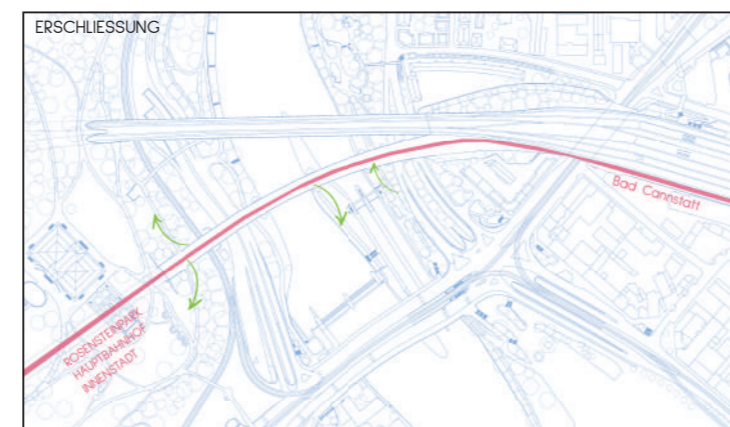 ERSCHLIESSUNG
Bad Cannstatt
ROSENSTEINPARK
HAUPTBAHNHOF
INNENSTADT